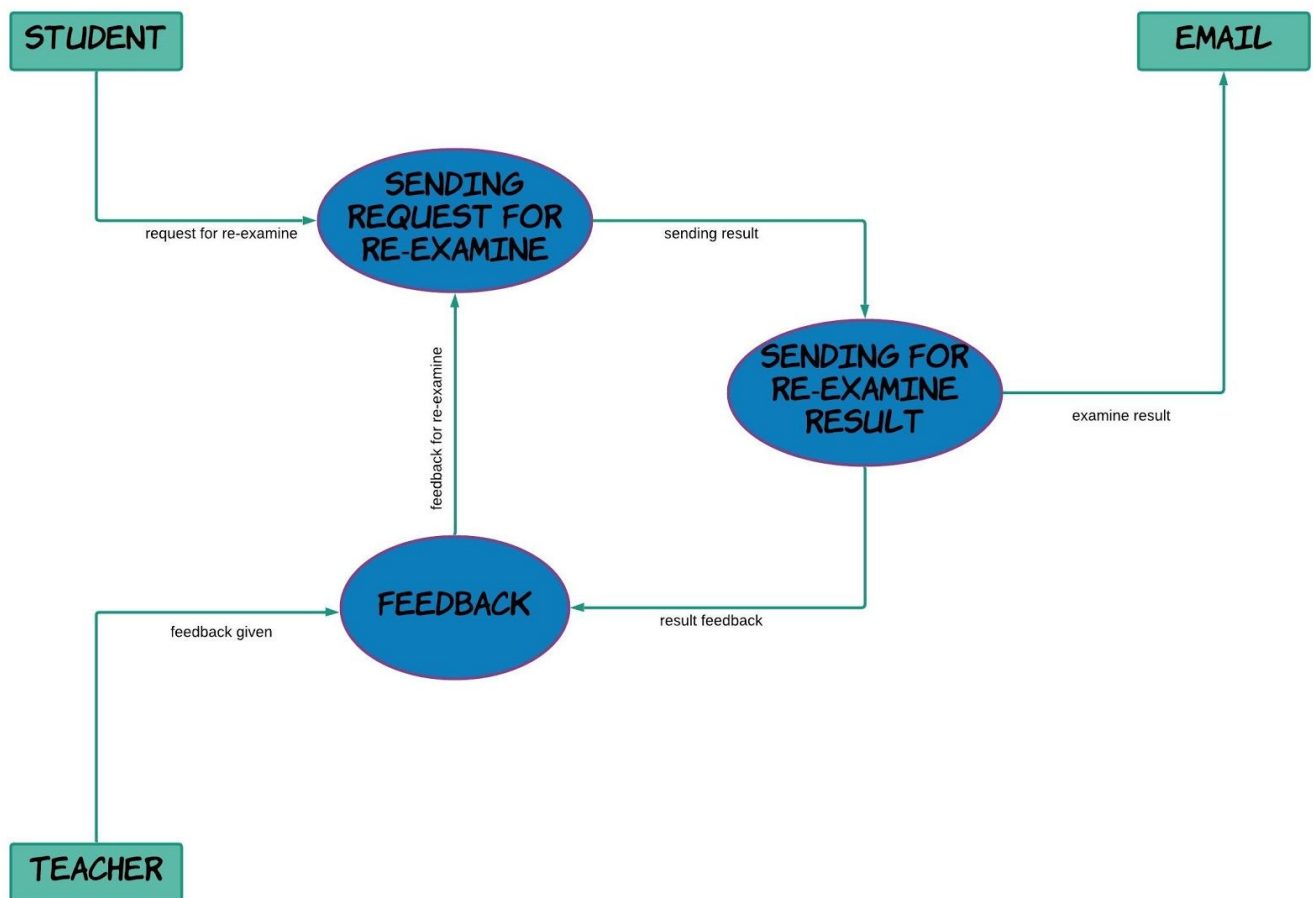 STUDENT
EMAIL
SENDING
REQUEST FOR
RE-EXAMINE
request for re-examine
sending result
SENDING FOR
RE-EXAMINE
RESULT
examine result
feedback for re-examine
FEEDBACK
feedback given
result feedback
TEACHER